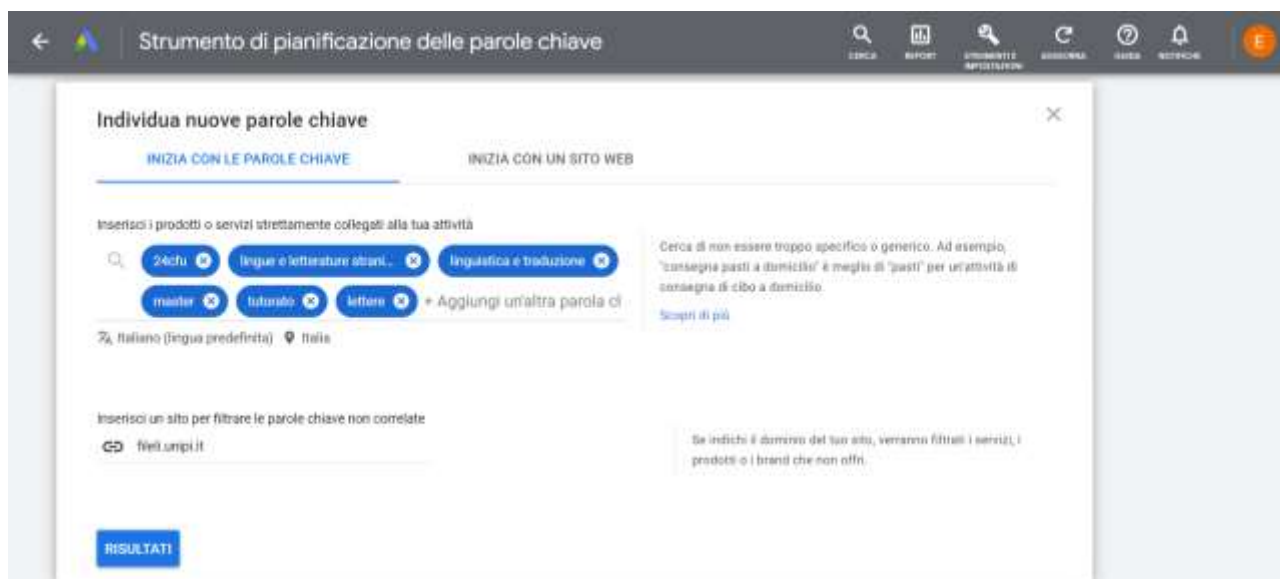 Strumento di pianificazione delle parole chiave
CERCA REPORT STRUMENTI E IMPOSTAZIONI AGGIORNA GUIDA NOTIFICHE
E
Individua nuove parole chiave
INIZIA CON LE PAROLE CHIAVE INIZIA CON UN SITO WEB
Inserisci i prodotti o servizi strettamente collegati alla tua attività
24cfu lingue e letterature strani... linguistica e traduzione
master tutorato lettere + Aggiungi un'altra parola cl
Italiano (lingua predefinita) Italia
Cerca di non essere troppo specifico o generico. Ad esempio,
"consegna pasti a domicilio" è meglio di "pasti" per un'attività di
consegna di cibo a domicilio
Scopri di più
Inserisci un sito per filtrare le parole chiave non correlate
fileli.unipi.it
Se indichi il dominio del tuo sito, verranno filtrati i servizi, i
prodotti o i brand che non offri.
RISULTATI